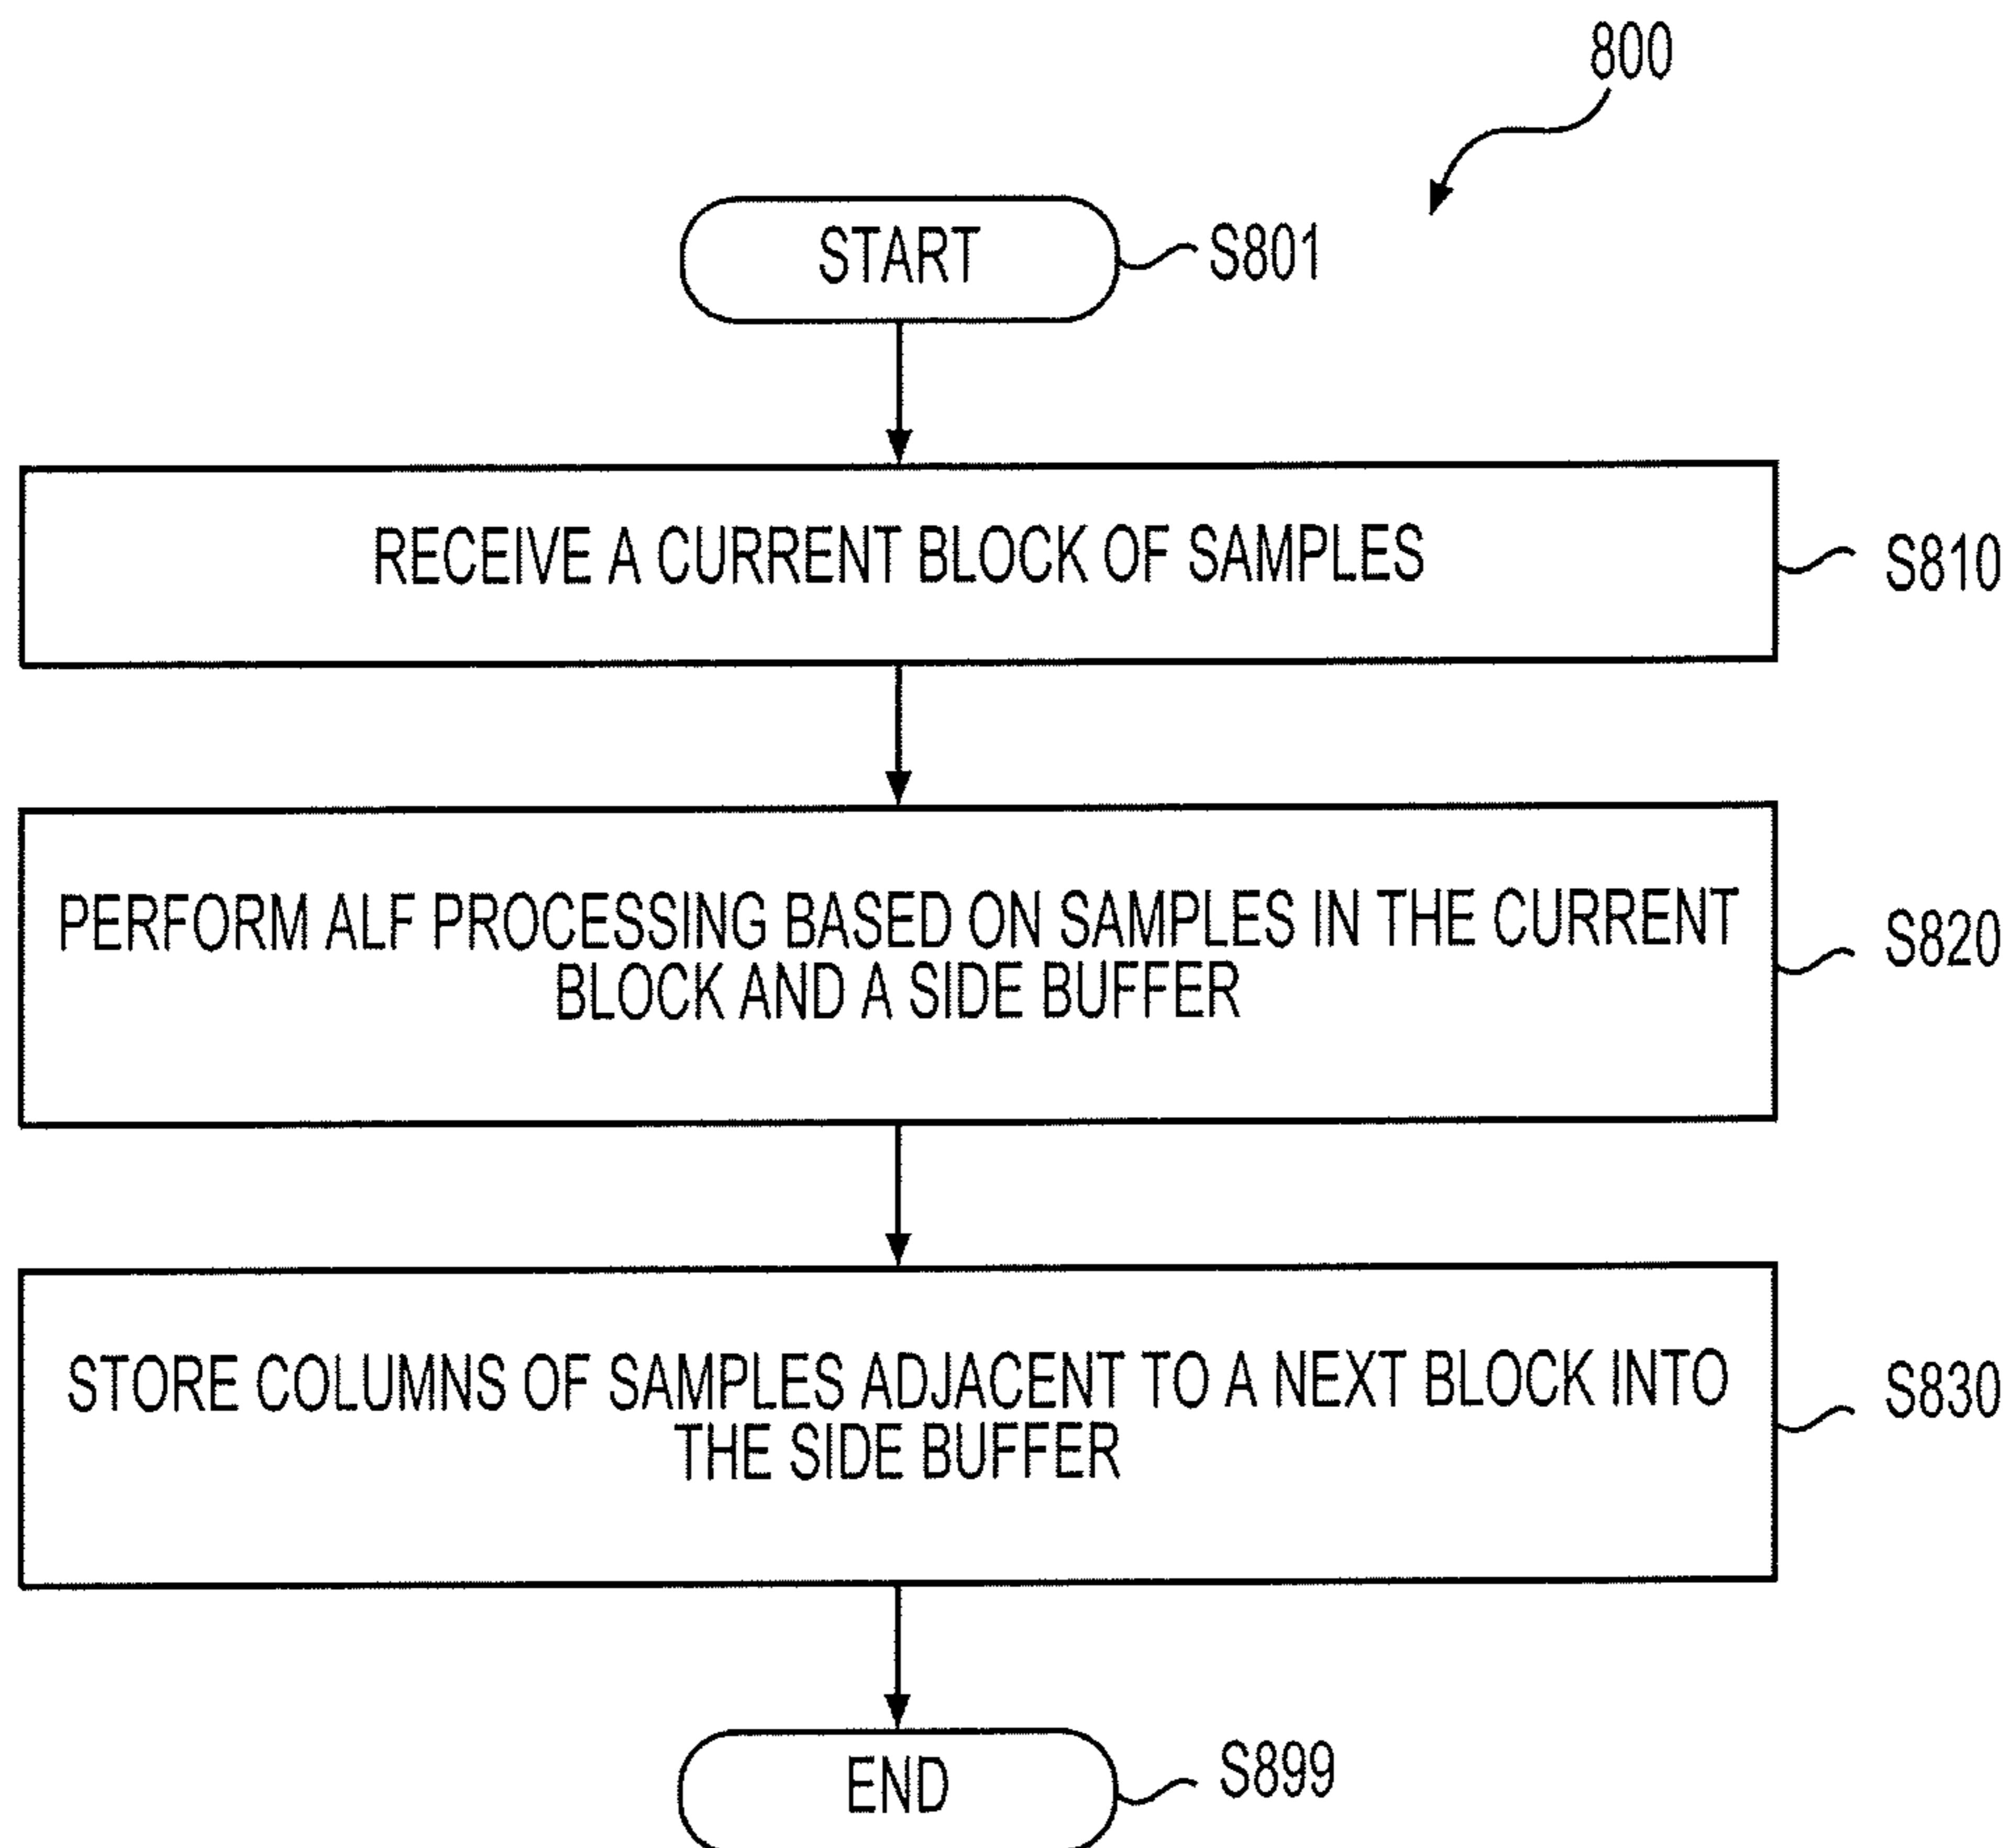 800
START
S801
RECEIVE A CURRENT BLOCK OF SAMPLES
S810
PERFORM ALF PROCESSING BASED ON SAMPLES IN THE CURRENT
BLOCK AND A SIDE BUFFER
S820
STORE COLUMNS OF SAMPLES ADJACENT TO A NEXT BLOCK INTO
THE SIDE BUFFER
S830
END
S899